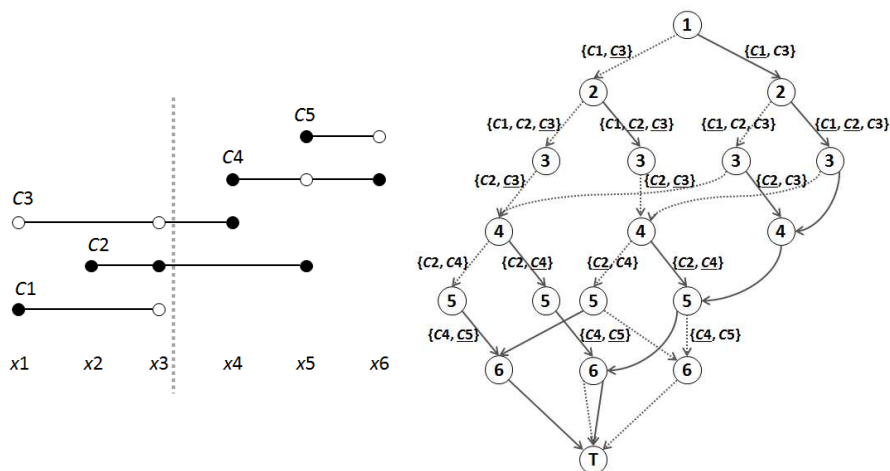 C5
C4
C3
C2
C1
x1 x2 x3 x4 x5 x6
1
{C1, C3} {C1, C3}
2 2
{C1, C2, C3} {C1, C2, C3} {C1, C2, C3} {C1, C2, C3}
3 3 3 3
{C2, C3} {C2, C3} {C2, C3}
4 4 4
{C2, C4} {C2, C4} {C2, C4} {C2, C4}
5 5 5 5
{C4, C5} {C4, C5} {C4, C5}
6 6 6
T